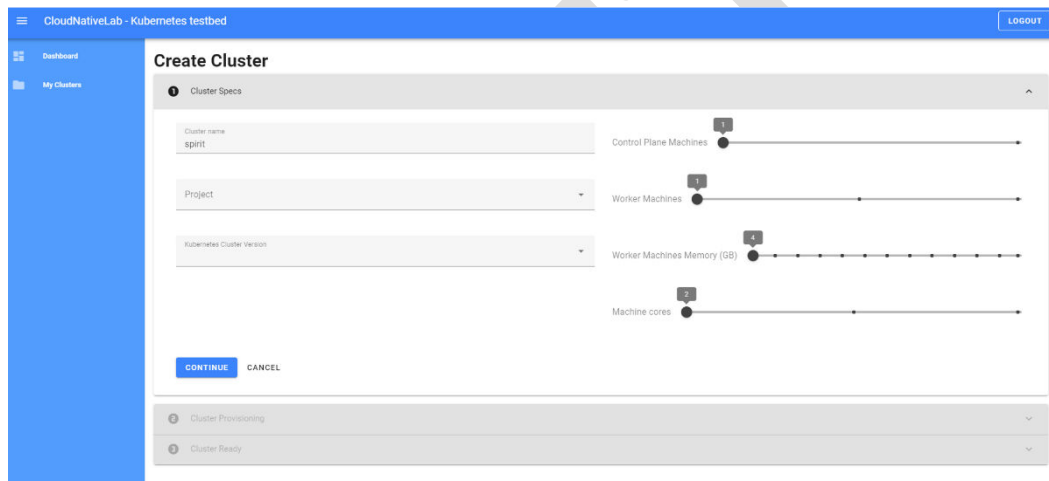 CloudNativeLab - Kubernetes testbed
LOGOUT
Dashboard
My Clusters
Create Cluster
1 Cluster Specs
Cluster name
spirit
Project
Kubernetes Cluster Version
1
Control Plane Machines
1
Worker Machines
4
Worker Machines Memory (GB)
2
Machine cores
CONTINUE CANCEL
2 Cluster Provisioning
3 Cluster Ready